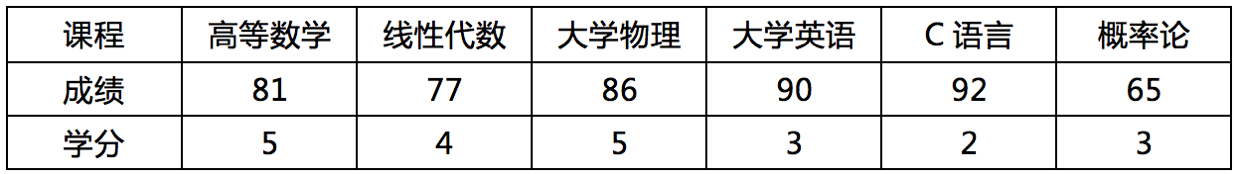 课程 高等数学 线性代数 大学物理 大学英语 C 语言 概率论
成绩 81 77 86 90 92 65
学分 5 4 5 3 2 3